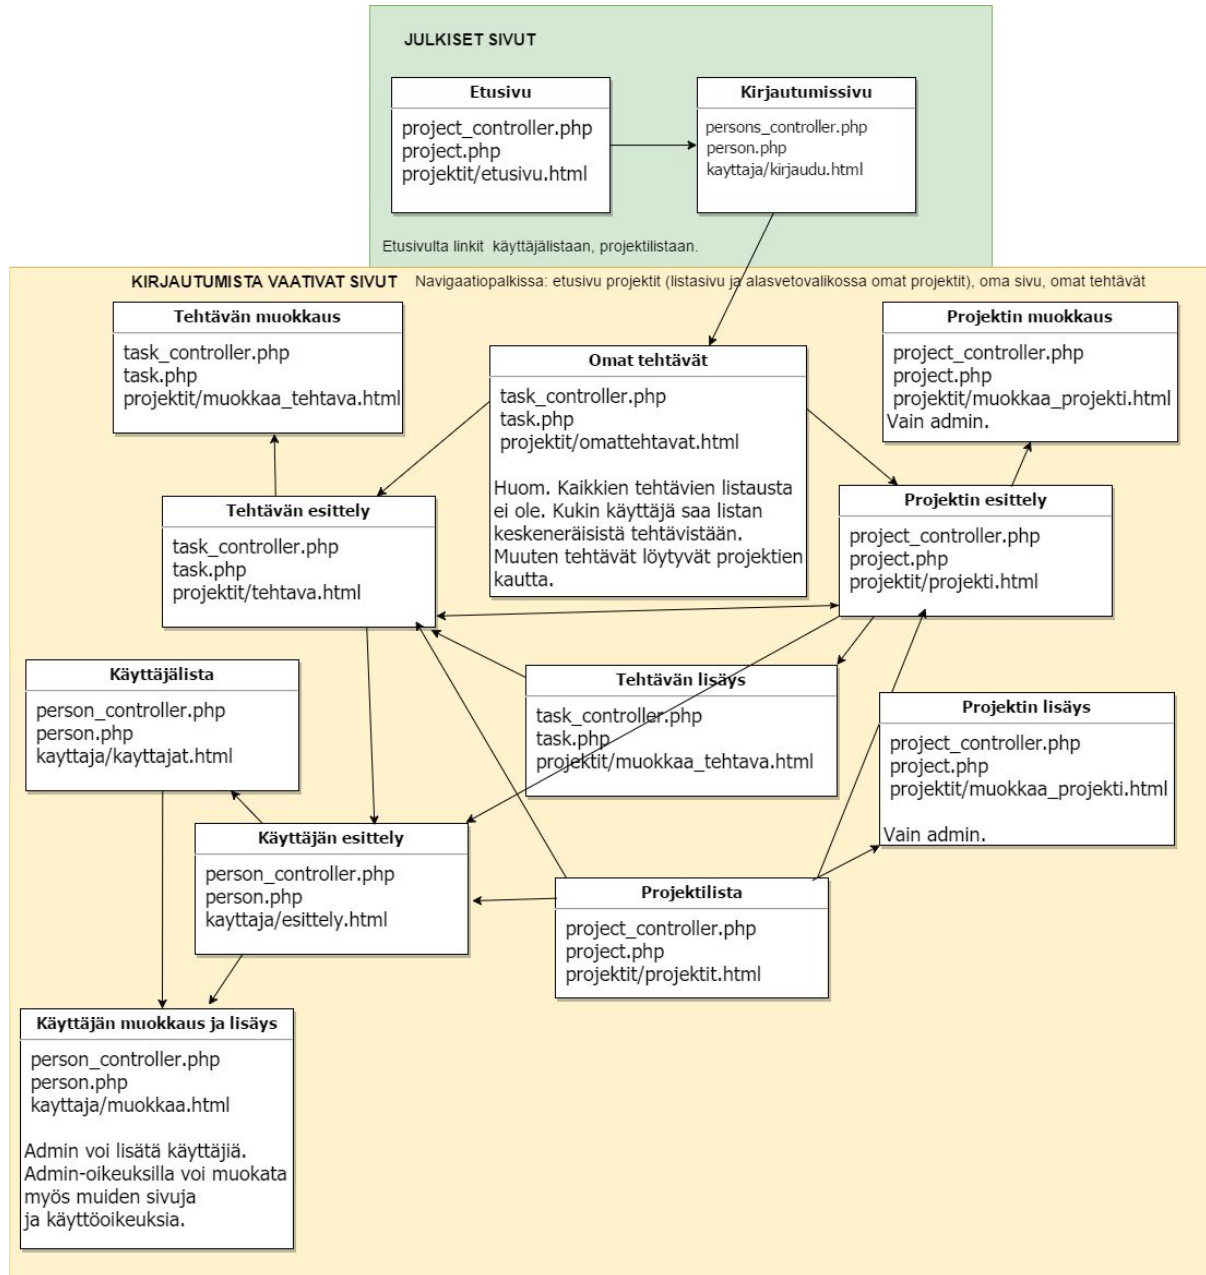 JULKISET SIVUT
Etusivu
project_controller.php
project.php
projektit/etusivu.html
Kirjautumissivu
persons_controller.php
person.php
kayttaja/kirjaudu.html
Etusivulta linkit käyttäjälistaan, projektilistaan.
KIRJAUTUMISTA VAATIVAT SIVUT
Navigaatiopalkissa: etusivu projektit (listasivu ja alasvetovalikossa omat projektit), oma sivu, omat tehtävät
Tehtävän muokkaus
task_controller.php
task.php
projektit/muokkaa_tehtava.html
Omat tehtävät
task_controller.php
task.php
projektit/omattehtavat.html
Huom. Kaikkien tehtävien listausta
ei ole. Kukin käyttäjä saa listan
keskeneräisistä tehtävistään.
Muuten tehtävät löytyvät projektien
kautta.
Projektin muokkaus
project_controller.php
project.php
projektit/muokkaa_projekti.html
Vain admin.
Tehtävän esittely
task_controller.php
task.php
projektit/tehtava.html
Projektin esittely
project_controller.php
project.php
projektit/projekti.html
Käyttäjälista
person_controller.php
person.php
kayttaja/kayttajat.html
Tehtävän lisäys
task_controller.php
task.php
projektit/muokkaa_tehtava.html
Projektin lisäys
project_controller.php
project.php
projektit/muokkaa_projekti.html
Vain admin.
Käyttäjän esittely
person_controller.php
person.php
kayttaja/esittely.html
Projektilista
project_controller.php
project.php
projektit/projektit.html
Käyttäjän muokkaus ja lisäys
person_controller.php
person.php
kayttaja/muokkaa.html
Admin voi lisätä käyttäjiä.
Admin-oikeuksilla voi muokata
myös muiden sivuja
ja käyttöoikeuksia.